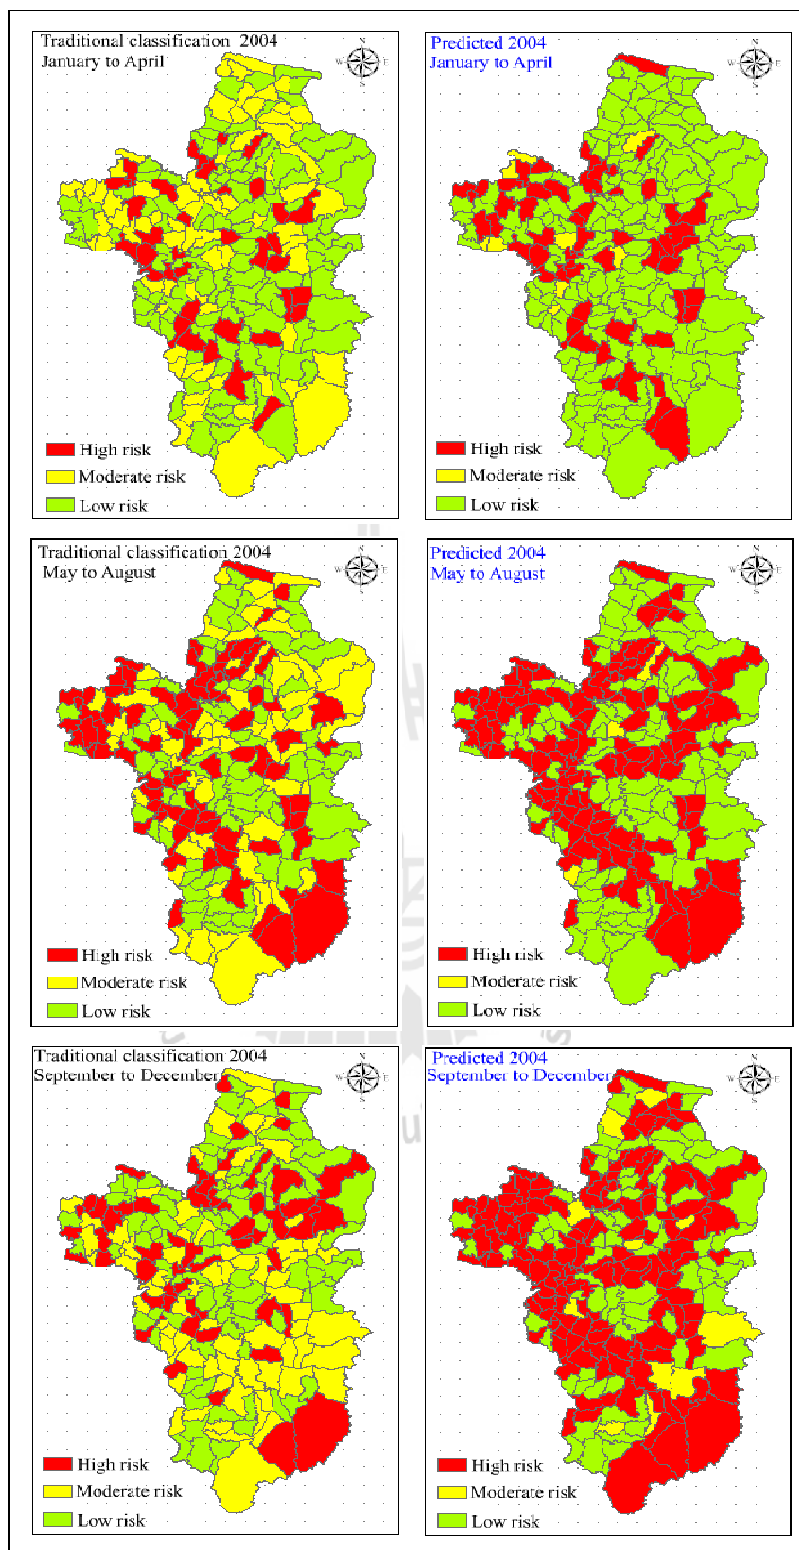 Traditional classification 2004
January to April
S
W
E
S
High risk
Moderate risk
Low risk
Predicted 2004
January to April
S
W
E
S
High risk
Moderate risk
Low risk
Traditional classification 2004
May to August
S
W
E
S
High risk
Moderate risk
Low risk
Predicted 2004
May to August
S
W
E
S
High risk
Moderate risk
Low risk
Traditional classification 2004
September to December
S
W
E
S
High risk
Moderate risk
Low risk
Predicted 2004
September to December
S
W
E
S
High risk
Moderate risk
Low risk